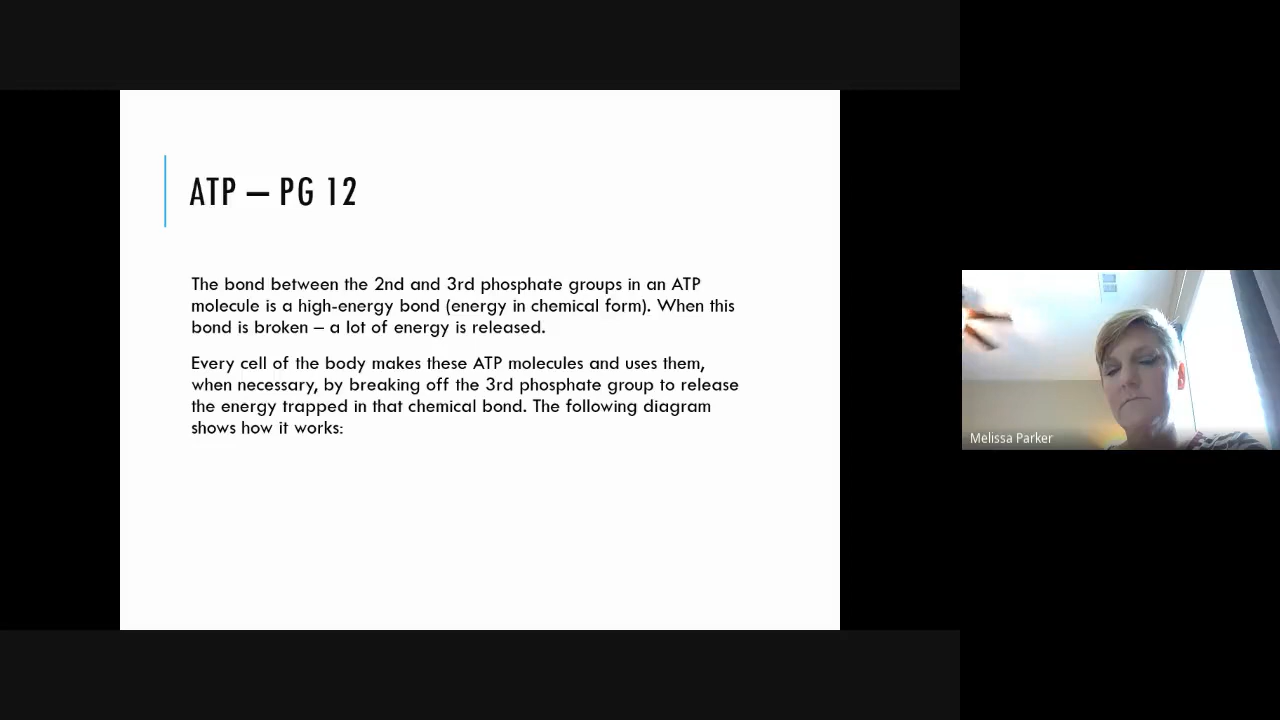 ATP – PG 12
The bond between the 2nd and 3rd phosphate groups in an ATP
molecule is a high-energy bond (energy in chemical form). When this
bond is broken – a lot of energy is released.
Every cell of the body makes these ATP molecules and uses them,
when necessary, by breaking off the 3rd phosphate group to release
the energy trapped in that chemical bond. The following diagram
shows how it works:
Melissa Parker